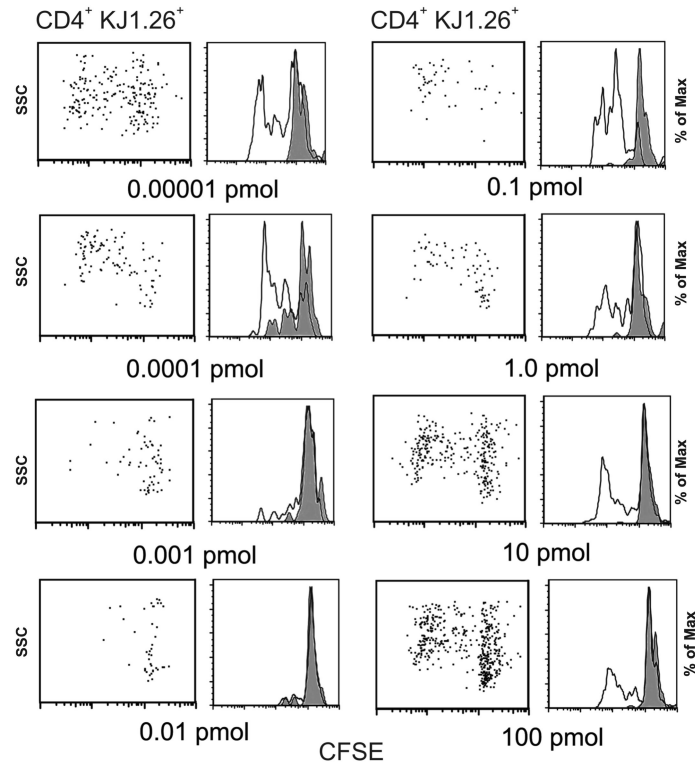 CD4+ KJ1.26+ CD4+ KJ1.26+
SSC % of Max
0.00001 pmol 0.1 pmol
SSC % of Max
0.0001 pmol 1.0 pmol
SSC % of Max
0.001 pmol 10 pmol
SSC % of Max
0.01 pmol 100 pmol
CFSE